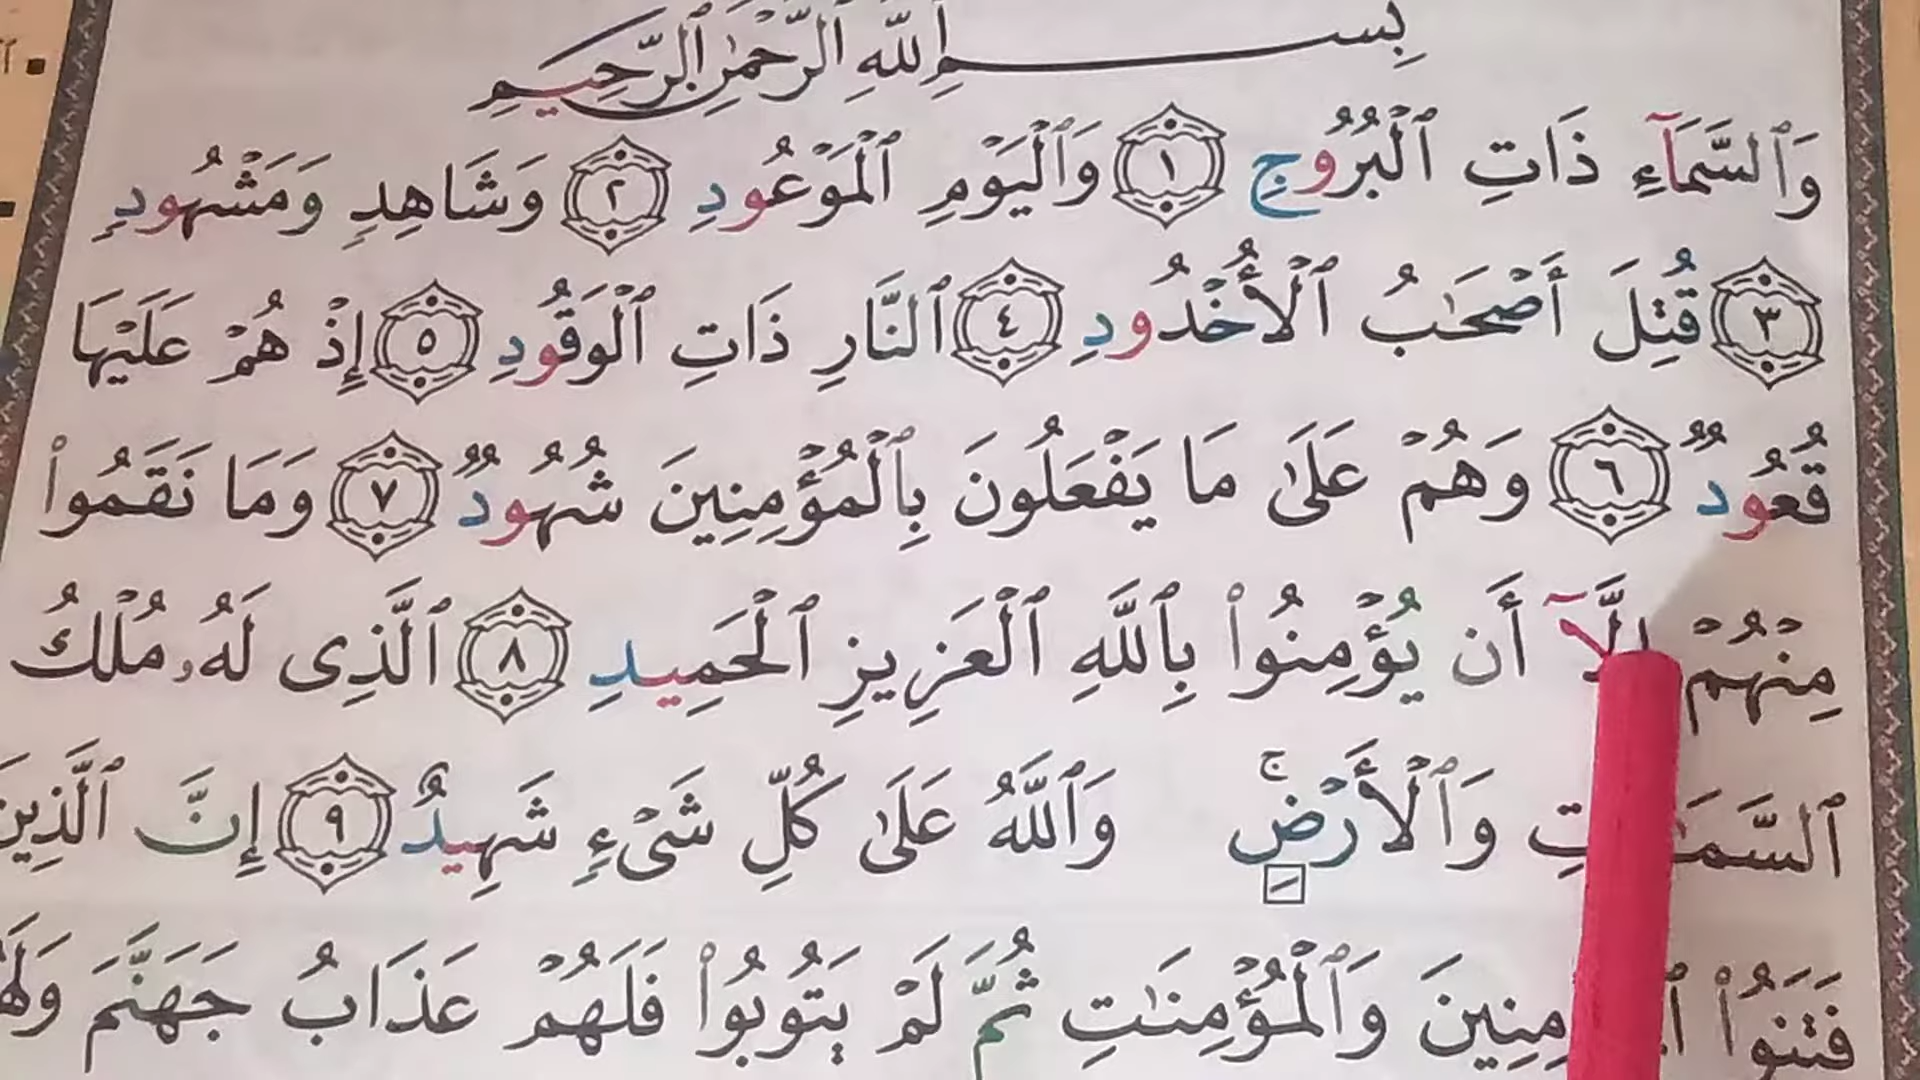 بِسْمِ ٱللَّهِ ٱلرَّحْمَٰنِ ٱلرَّحِيمِ
وَٱلسَّمَآءِ ذَاتِ ٱلْبُرُوجِ ١ وَٱلْيَوْمِ ٱلْمَوْعُودِ ٢ وَشَاهِدٍ وَمَشْهُودٍ
٣ قُتِلَ أَصْحَٰبُ ٱلْأُخْدُودِ ٤ ٱلنَّارِ ذَاتِ ٱلْوَقُودِ ٥ إِذْ هُمْ عَلَيْهَا
قُعُودٌ ٦ وَهُمْ عَلَىٰ مَا يَفْعَلُونَ بِٱلْمُؤْمِنِينَ شُهُودٌ ٧ وَمَا نَقَمُوا۟
مِنْهُمْ إِلَّآ أَن يُؤْمِنُوا۟ بِٱللَّهِ ٱلْعَزِيزِ ٱلْحَمِيدِ ٨ ٱلَّذِى لَهُۥ مُلْكُ
وَٱلْأَرْضِ ۚ وَٱللَّهُ عَلَىٰ كُلِّ شَىْءٍ شَهِيدٌ ٩ إِنَّ ٱلَّذِينَ
فَتَنُوا۟ وَٱلْمُؤْمِنَٰتِ ثُمَّ لَمْ يَتُوبُوا۟ فَلَهُمْ عَذَابُ جَهَنَّمَ